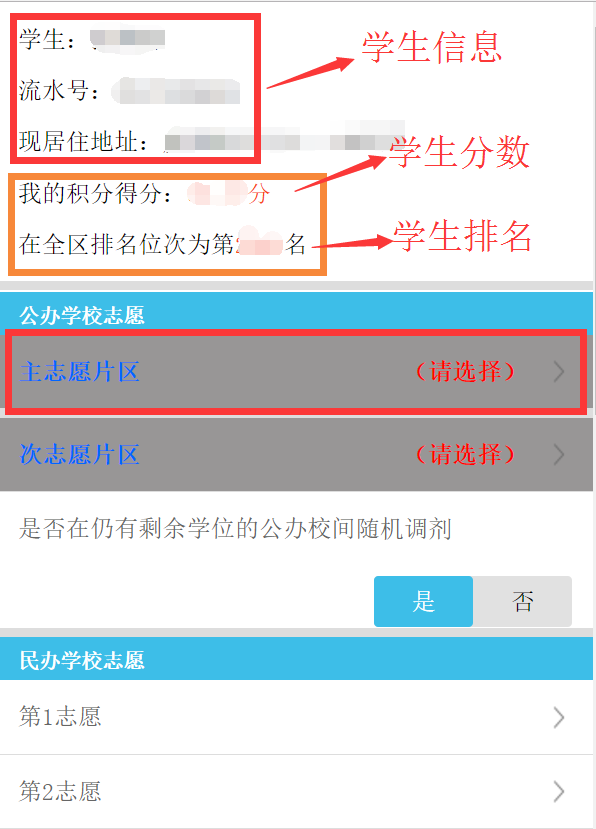 学生：
学生信息
流水号：
现居住地址：
学生分数
我的积分得分： 分
学生排名
在全区排名位次为第 名
公办学校志愿
主志愿片区 （请选择）
次志愿片区 （请选择）
是否在仍有剩余学位的公办校间随机调剂
是 否
民办学校志愿
第1志愿
第2志愿